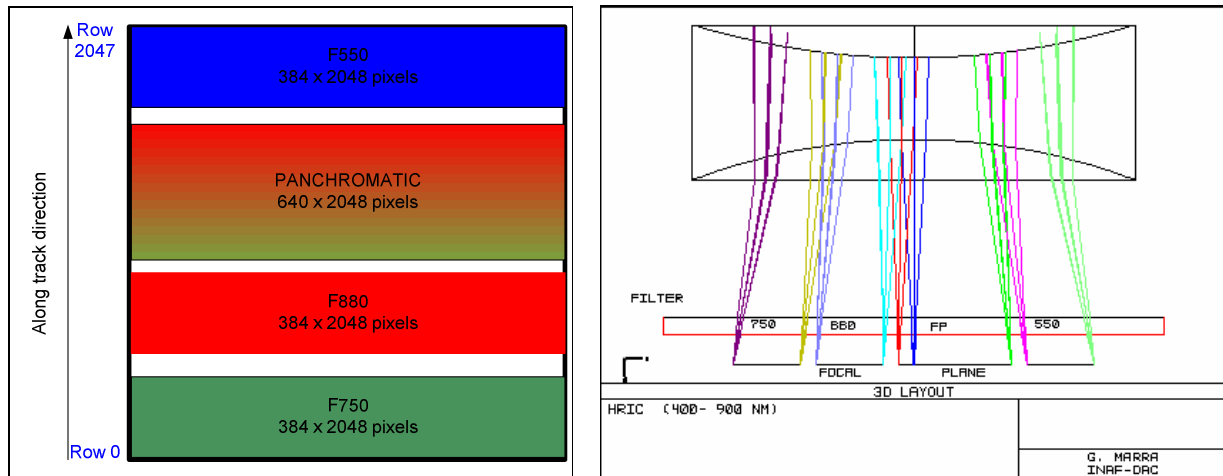 Row
2047
F550
384 x 2048 pixels
PANCHROMATIC
640 x 2048 pixels
F880
384 x 2048 pixels
F750
384 x 2048 pixels
Row 0
Along track direction
FILTER
750 880 FP 550
FOCAL PLANE
3D LAYOUT
HRIC (400- 900 NM)
G. MARRA
INAF-OAC